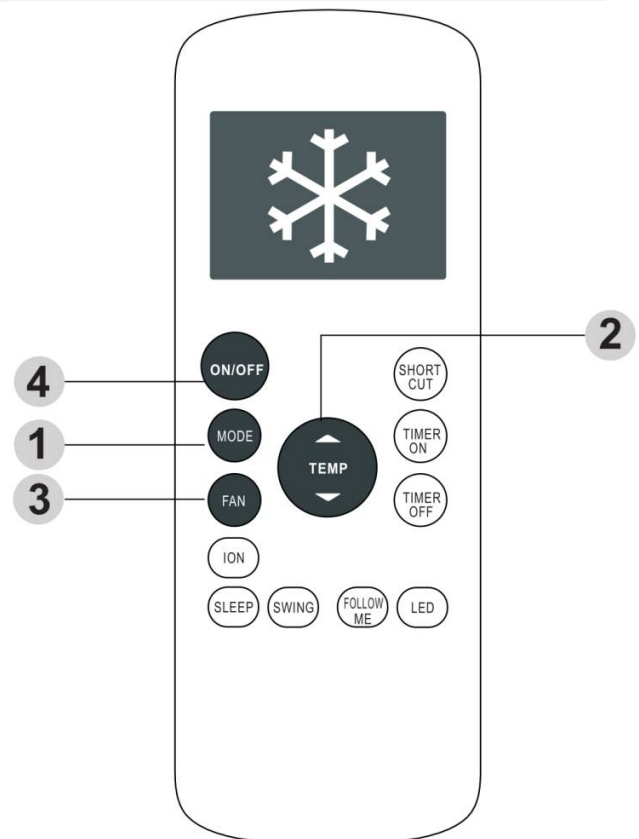 2
ON/OFF
SHORT
CUT
4
MODE
TIMER
ON
1
TEMP
FAN
TIMER
OFF
3
ION
SLEEP
SWING
FOLLOW
ME
LED